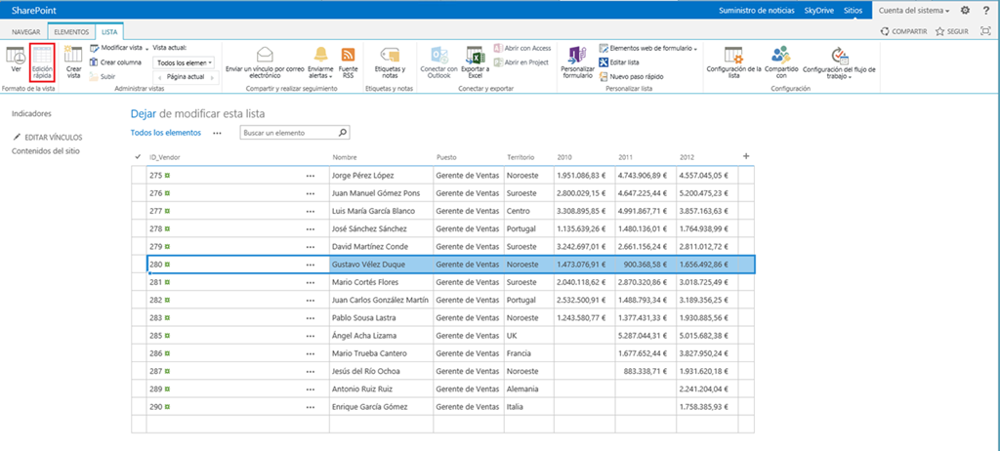 SharePoint Suministro de noticias SkyDrive Sitios Cuenta del sistema ?
NAVEGAR ELEMENTOS LISTA COMPARTIR SEGUIR
Ver
Edición rápida
Formato de la vista
Crear vista
Modificar vista
Crear columna
Subir
Vista actual:
Todos los elemen
Página actual
Administrar vistas
Enviar un vínculo por correo electrónico
Enviarme alertas
Fuente RSS
Compartir y realizar seguimiento
Etiquetas y notas
Etiquetas y notas
Conectar con Outlook
Exportar a Excel
Abrir con Access
Abrir en Project
Conectar y exportar
Personalizar formulario
Elementos web de formulario
Editar lista
Nuevo paso rápido
Personalizar lista
Configuración de la lista
Compartido con
Configuración del flujo de trabajo
Configuración
Indicadores
EDITAR VÍNCULOS
Contenidos del sitio
Dejar de modificar esta lista
Todos los elementos ••• Buscar un elemento
ID_Vendor Nombre Puesto Territorio 2010 2011 2012 +
275 ••• Jorge Pérez López Gerente de Ventas Noroeste 1.951.086,83 € 4.743.906,89 € 4.557.045,05 €
276 ••• Juan Manuel Gómez Pons Gerente de Ventas Suroeste 2.800.029,15 € 4.647.225,44 € 5.200.475,23 €
277 ••• Luis María García Blanco Gerente de Ventas Centro 3.308.895,85 € 4.991.867,71 € 3.857.163,63 €
278 ••• José Sánchez Sánchez Gerente de Ventas Portugal 1.135.639,26 € 1.480.136,01 € 1.764.938,99 €
279 ••• David Martínez Conde Gerente de Ventas Suroeste 3.242.697,01 € 2.661.156,24 € 2.811.012,72 €
280 ••• Gustavo Vélez Duque Gerente de Ventas Noroeste 1.473.076,91 € 900.368,58 € 1.656.492,86 €
281 ••• Mario Cortés Flores Gerente de Ventas Suroeste 2.040.118,62 € 2.870.320,86 € 3.018.725,49 €
282 ••• Juan Carlos González Martín Gerente de Ventas Portugal 2.532.500,91 € 1.488.793,34 € 3.189.356,25 €
283 ••• Pablo Sousa Lastra Gerente de Ventas Noroeste 1.243.580,77 € 1.377.431,33 € 1.930.885,56 €
285 ••• Ángel Acha Lizama Gerente de Ventas UK 5.287.044,31 € 5.015.682,38 €
286 ••• Mario Trueba Cantero Gerente de Ventas Francia 1.677.652,44 € 3.827.950,24 €
287 ••• Jesús del Río Ochoa Gerente de Ventas Noroeste 883.338,71 € 1.931.620,18 €
289 ••• Antonio Ruiz Ruiz Gerente de Ventas Alemania 2.241.204,04 €
290 ••• Enrique García Gómez Gerente de Ventas Italia 1.758.385,93 €